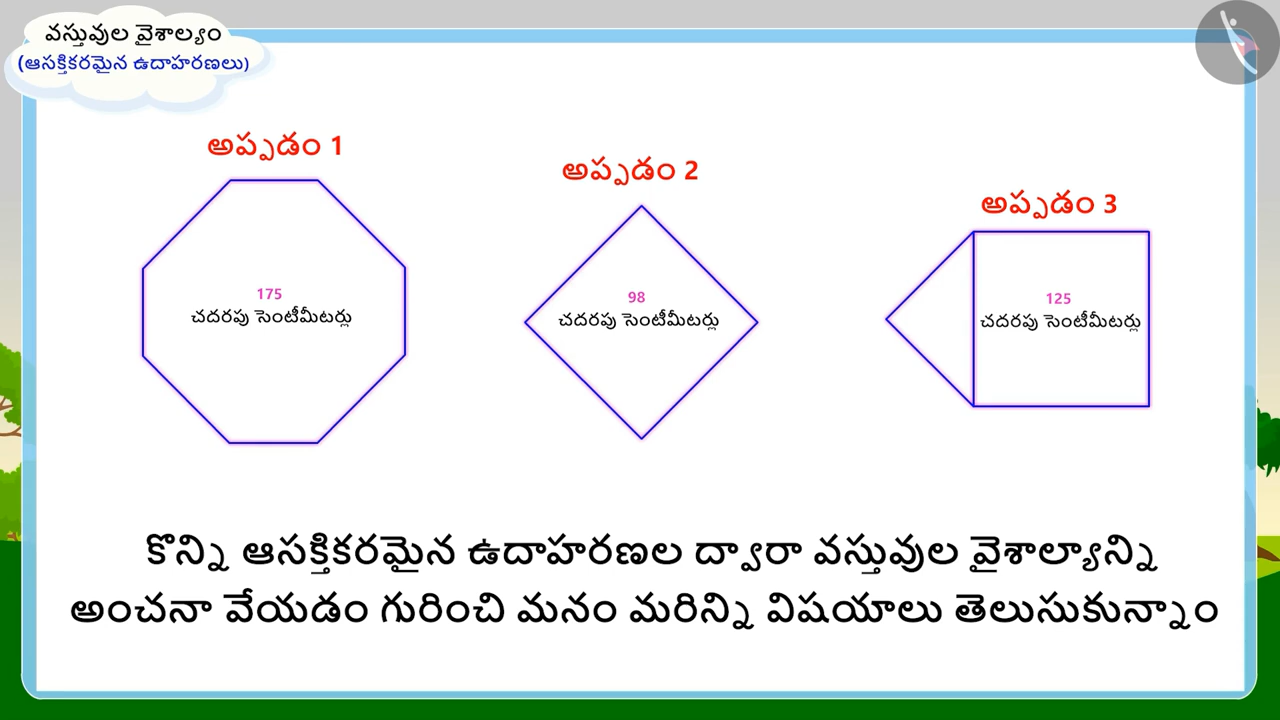 వస్తువుల వైశాల్యం
(ఆసక్తికరమైన ఉదాహరణలు)
అప్పడం 1
అప్పడం 2
అప్పడం 3
175
చదరపు సెంటీమీటర్లు
98
చదరపు సెంటీమీటర్లు
125
చదరపు సెంటీమీటర్లు
కొన్ని ఆసక్తికరమైన ఉదాహరణల ద్వారా వస్తువుల వైశాల్యాన్ని
అంచనా వేయడం గురించి మనం మరిన్ని విషయాలు తెలుసుకున్నాం